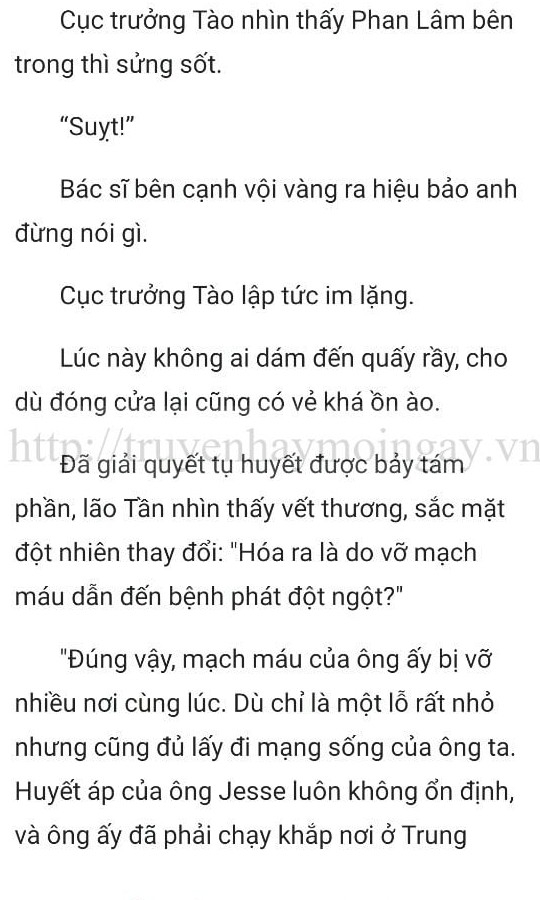 Cục trưởng Tào nhìn thấy Phan Lâm bên
trong thì sửng sốt.
“Suỵt!”
Bác sĩ bên cạnh vội vàng ra hiệu bảo anh
đừng nói gì.
Cục trưởng Tào lập tức im lặng.
Lúc này không ai dám đến quấy rầy, cho
dù đóng cửa lại cũng có vẻ khá ồn ào.
http://truyenhaymoingay.vn
Đã giải quyết tụ huyết được bảy tám
phần, lão Tần nhìn thấy vết thương, sắc mặt
đột nhiên thay đổi: "Hóa ra là do vỡ mạch
máu dẫn đến bệnh phát đột ngột?"
"Đúng vậy, mạch máu của ông ấy bị vỡ
nhiều nơi cùng lúc. Dù chỉ là một lỗ rất nhỏ
nhưng cũng đủ lấy đi mạng sống của ông ta.
Huyết áp của ông Jesse luôn không ổn định,
và ông ấy đã phải chạy khắp nơi ở Trung